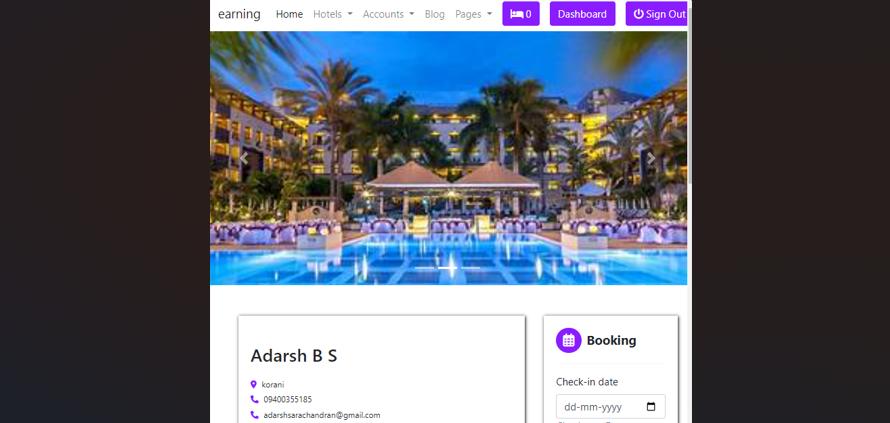 earning Home Hotels Accounts Blog Pages 0 Dashboard Sign Out
Adarsh B S
korani
09400355185
adarshsarachandran@gmail.com
Booking
Check-in date
dd-mm-yyyy